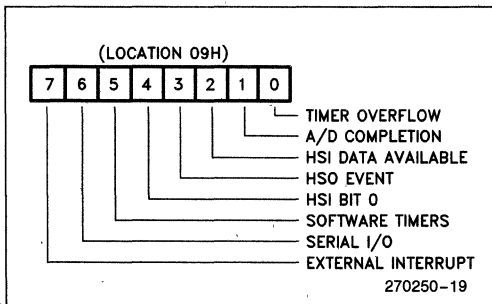 (LOCATION 09H)
7 6 5 4 3 2 1 0
TIMER OVERFLOW
A/D COMPLETION
HSI DATA AVAILABLE
HSO EVENT
HSI BIT 0
SOFTWARE TIMERS
SERIAL I/O
EXTERNAL INTERRUPT
270250-19